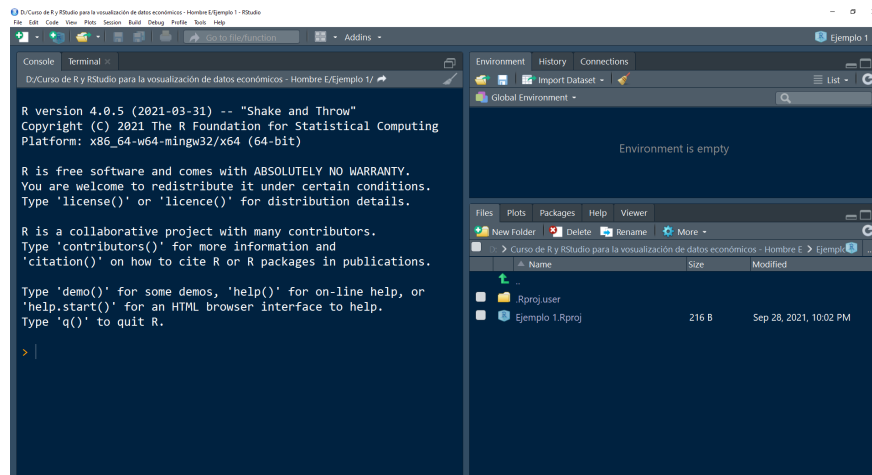 D:/Curso de R y RStudio para la vosualización de datos económicos - Hombre E/Ejemplo 1 - RStudio
File Edit Code View Plots Session Build Debug Profile Tools Help
Go to file/function Addins Ejemplo 1
Console Terminal
D:/Curso de R y RStudio para la vosualización de datos económicos - Hombre E/Ejemplo 1/
R version 4.0.5 (2021-03-31) -- "Shake and Throw"
Copyright (C) 2021 The R Foundation for Statistical Computing
Platform: x86_64-w64-mingw32/x64 (64-bit)
R is free software and comes with ABSOLUTELY NO WARRANTY.
You are welcome to redistribute it under certain conditions.
Type 'license()' or 'licence()' for distribution details.
R is a collaborative project with many contributors.
Type 'contributors()' for more information and
'citation()' on how to cite R or R packages in publications.
Type 'demo()' for some demos, 'help()' for on-line help, or
'help.start()' for an HTML browser interface to help.
Type 'q()' to quit R.
>
Environment History Connections
Import Dataset List
Global Environment
Environment is empty
Files Plots Packages Help Viewer
New Folder Delete Rename More
Curso de R y RStudio para la vosualización de datos económicos - Hombre E > Ejemplo
Name Size Modified
..
.Rproj.user
Ejemplo 1.Rproj 216 B Sep 28, 2021, 10:02 PM